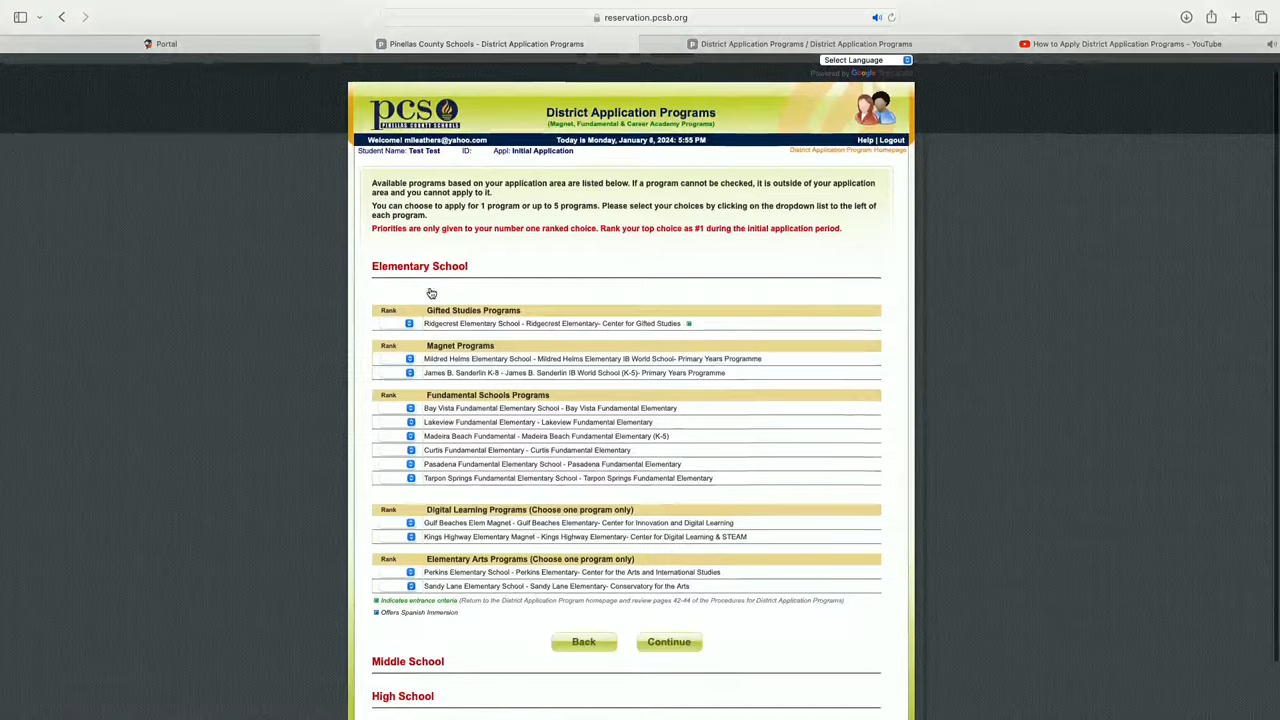 reservation.pcsb.org
Portal
Pinellas County Schools - District Application Programs
District Application Programs / District Application Programs
How to Apply District Application Programs - YouTube
Select Language
Powered by Google Translate
pcs
PINELLAS COUNTY SCHOOLS
District Application Programs
(Magnet, Fundamental & Career Academy Programs)
Welcome! mlleathers@yahoo.com Today is Monday, January 8, 2024: 5:55 PM Help | Logout
Student Name: Test Test ID: Appl: Initial Application District Application Program Homepage
Available programs based on your application area are listed below. If a program cannot be checked, it is outside of your application
area and you cannot apply to it.
You can choose to apply for 1 program or up to 5 programs. Please select your choices by clicking on the dropdown list to the left of
each program.
Priorities are only given to your number one ranked choice. Rank your top choice as #1 during the initial application period.
Elementary School
Rank Gifted Studies Programs
Ridgecrest Elementary School - Ridgecrest Elementary- Center for Gifted Studies
Rank Magnet Programs
Mildred Helms Elementary School - Mildred Helms Elementary IB World School- Primary Years Programme
James B. Sanderlin K-8 - James B. Sanderlin IB World School (K-5)- Primary Years Programme
Rank Fundamental Schools Programs
Bay Vista Fundamental Elementary School - Bay Vista Fundamental Elementary
Lakeview Fundamental Elementary - Lakeview Fundamental Elementary
Madeira Beach Fundamental - Madeira Beach Fundamental Elementary (K-5)
Curtis Fundamental Elementary - Curtis Fundamental Elementary
Pasadena Fundamental Elementary School - Pasadena Fundamental Elementary
Tarpon Springs Fundamental Elementary School - Tarpon Springs Fundamental Elementary
Rank Digital Learning Programs (Choose one program only)
Gulf Beaches Elem Magnet - Gulf Beaches Elementary- Center for Innovation and Digital Learning
Kings Highway Elementary Magnet - Kings Highway Elementary- Center for Digital Learning & STEAM
Rank Elementary Arts Programs (Choose one program only)
Perkins Elementary School - Perkins Elementary- Center for the Arts and International Studies
Sandy Lane Elementary School - Sandy Lane Elementary- Conservatory for the Arts
Indicates entrance criteria (Return to the District Application Program homepage and review pages 42-44 of the Procedures for District Application Programs)
Offers Spanish Immersion
Back Continue
Middle School
High School